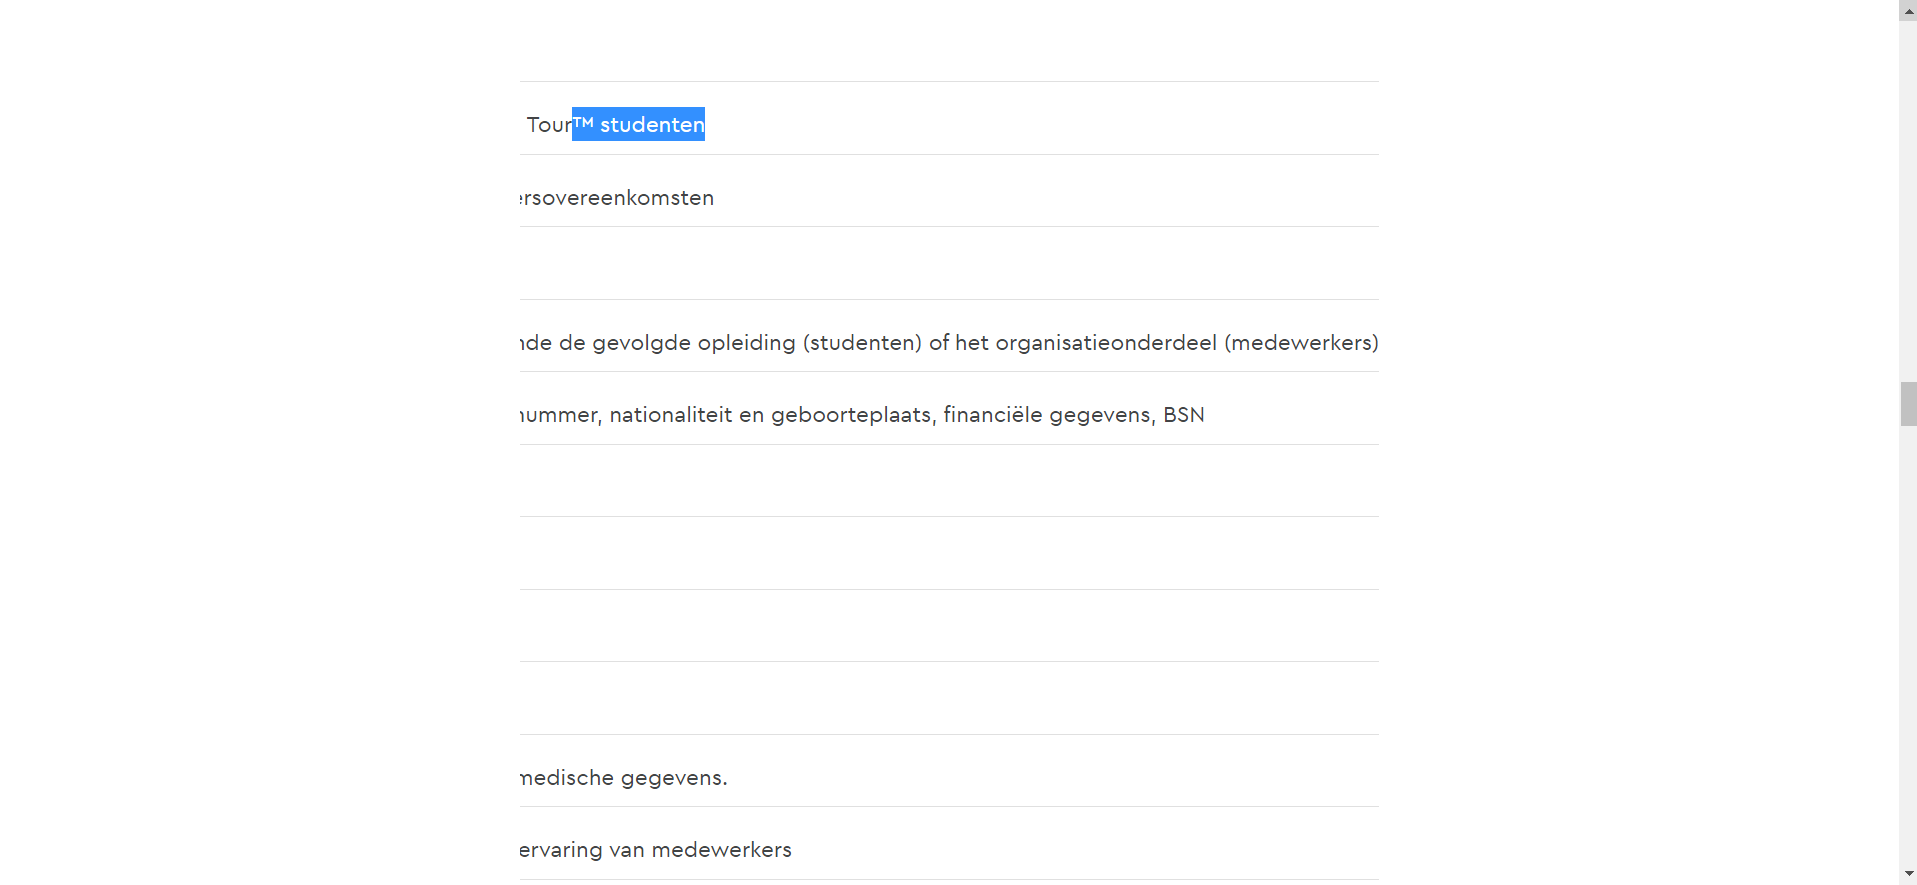 Tour™ studenten
ersovereenkomsten
nde de gevolgde opleiding (studenten) of het organisatieonderdeel (medewerkers)
nummer, nationaliteit en geboorteplaats, financiële gegevens, BSN
medische gegevens.
ervaring van medewerkers